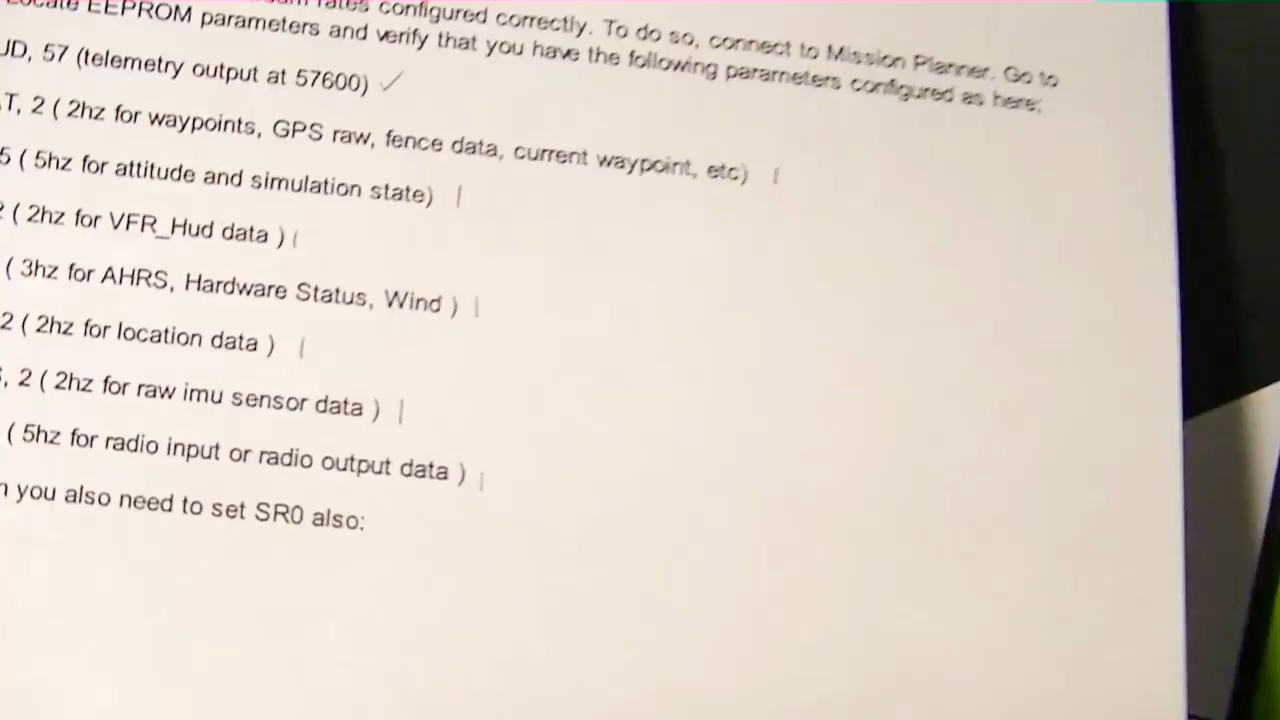 rates configured correctly. To do so, connect to Mission Planner. Go to
Locate EEPROM parameters and verify that you have the following parameters configured as here;
JD, 57 (telemetry output at 57600)
T, 2 ( 2hz for waypoints, GPS raw, fence data, current waypoint, etc)
5 ( 5hz for attitude and simulation state)
( 2hz for VFR_Hud data )
( 3hz for AHRS, Hardware Status, Wind )
2 ( 2hz for location data )
, 2 ( 2hz for raw imu sensor data )
( 5hz for radio input or radio output data )
you also need to set SR0 also: